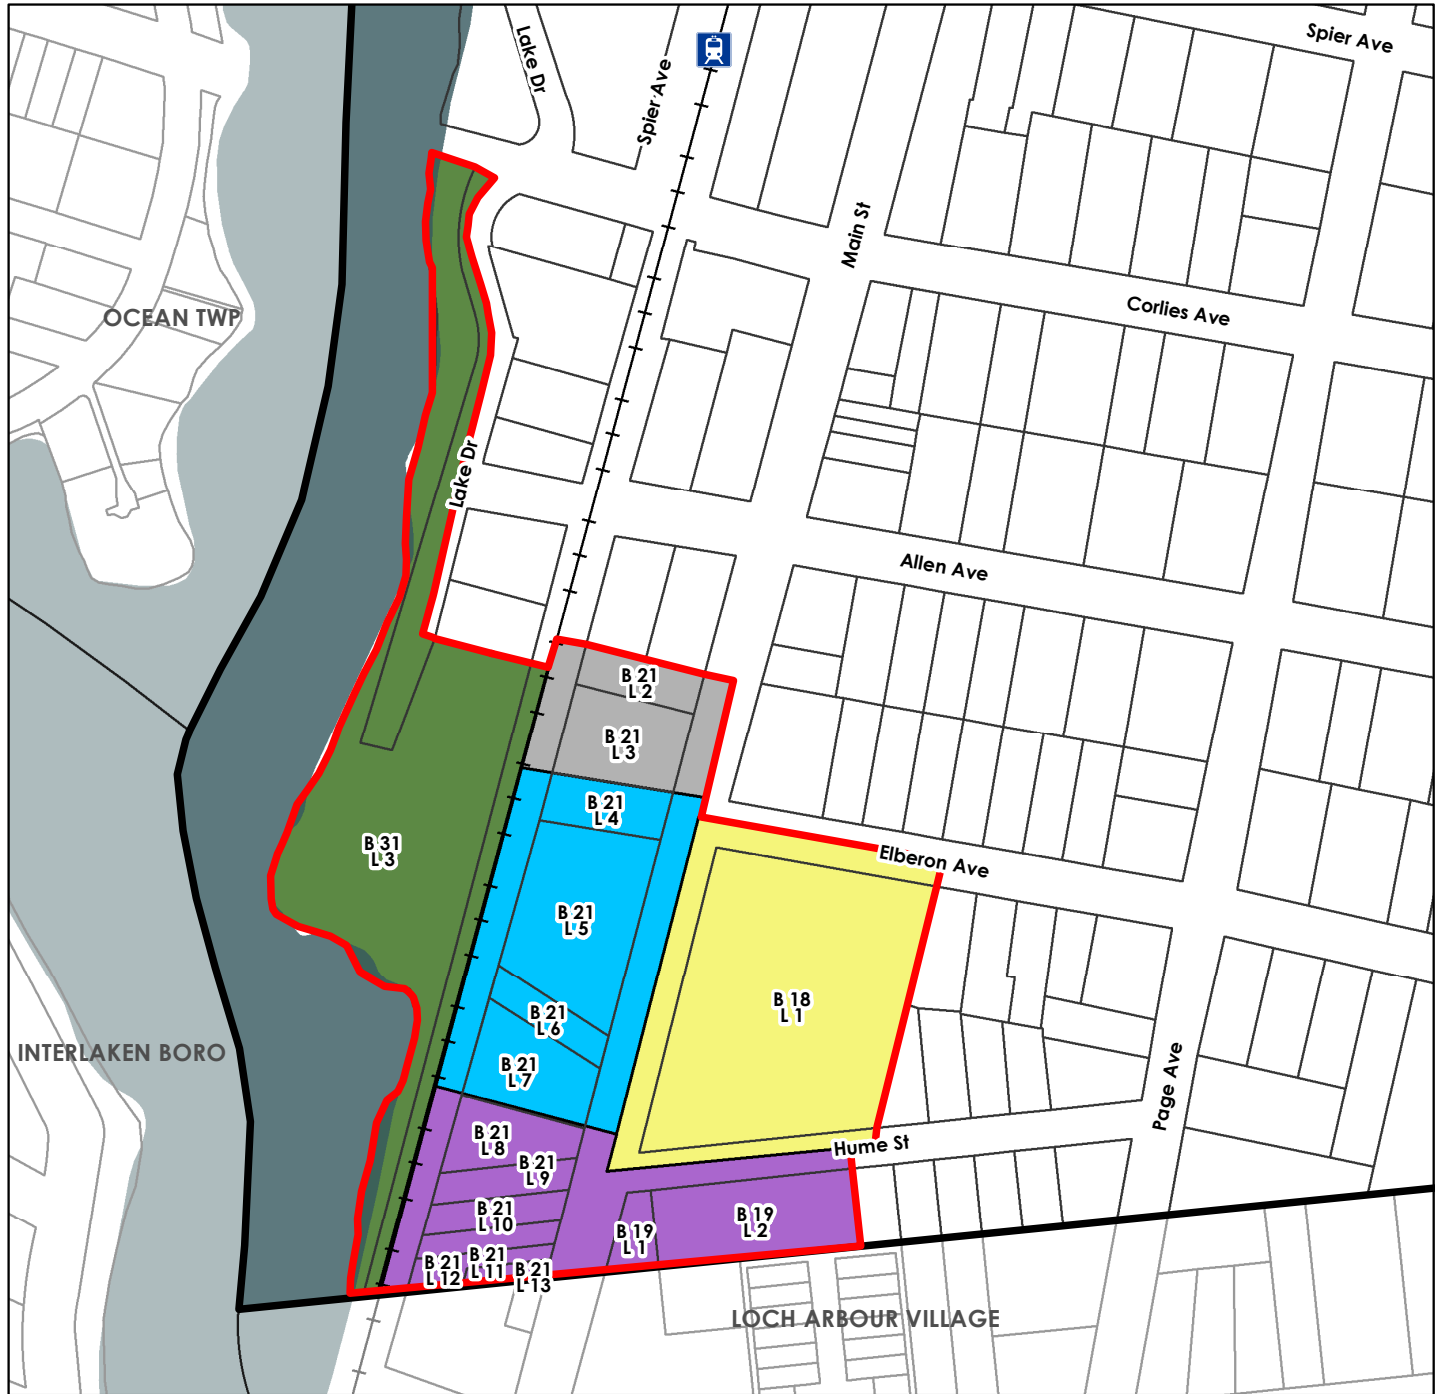 Spier Ave
Lake Dr
Spier Ave
Main St
Corlies Ave
OCEAN TWP
Lake Dr
Allen Ave
B 21
L 2
B 21
L 3
B 21
L 4
B 31
L 3
Elberon Ave
B 21
L 5
B 18
L 1
B 21
L 6
B 21
L 7
INTERLAKEN BORO
Page Ave
B 21
L 8
Hume St
B 21
L 9
B 21
L 10
B 19
L 1
B 19
L 2
B 21
L 12
B 21
L 11
B 21
L 13
LOCH ARBOUR VILLAGE